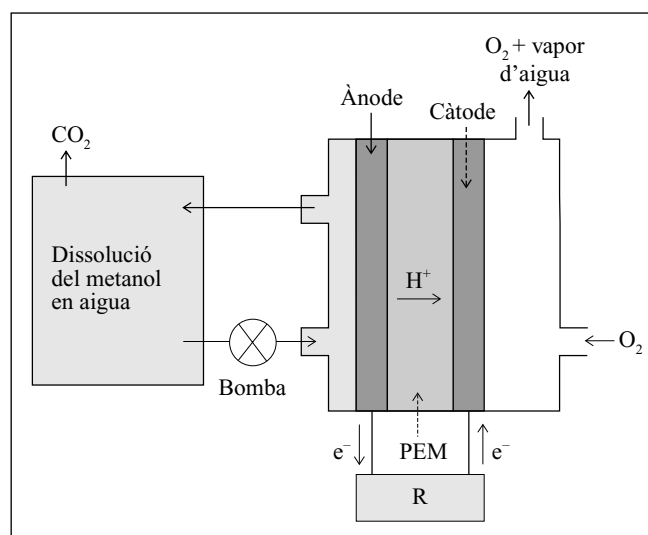 O₂ + vapor
d’aigua
Ànode
Càtode
CO₂
Dissolució
del metanol
en aigua
H⁺
Bomba
O₂
e⁻
PEM
e⁻
R